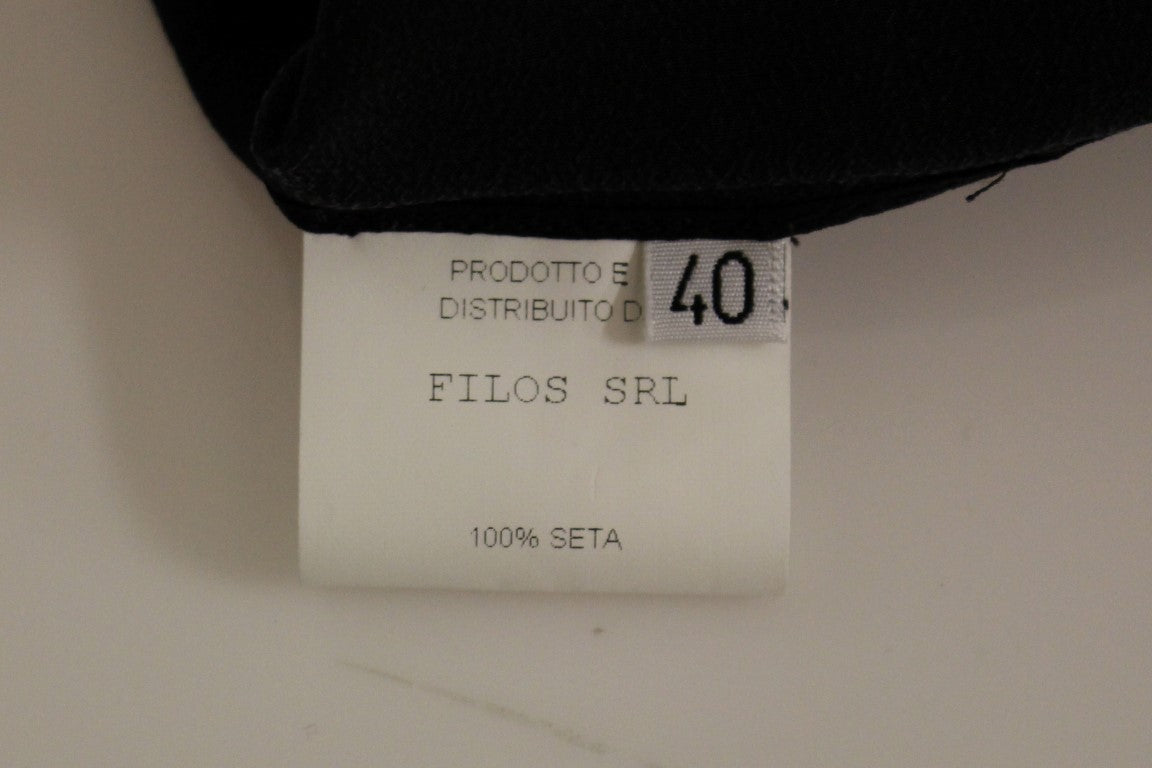 PRODOTTO E
DISTRIBUITO D
40
FILOS SRL
100% SETA